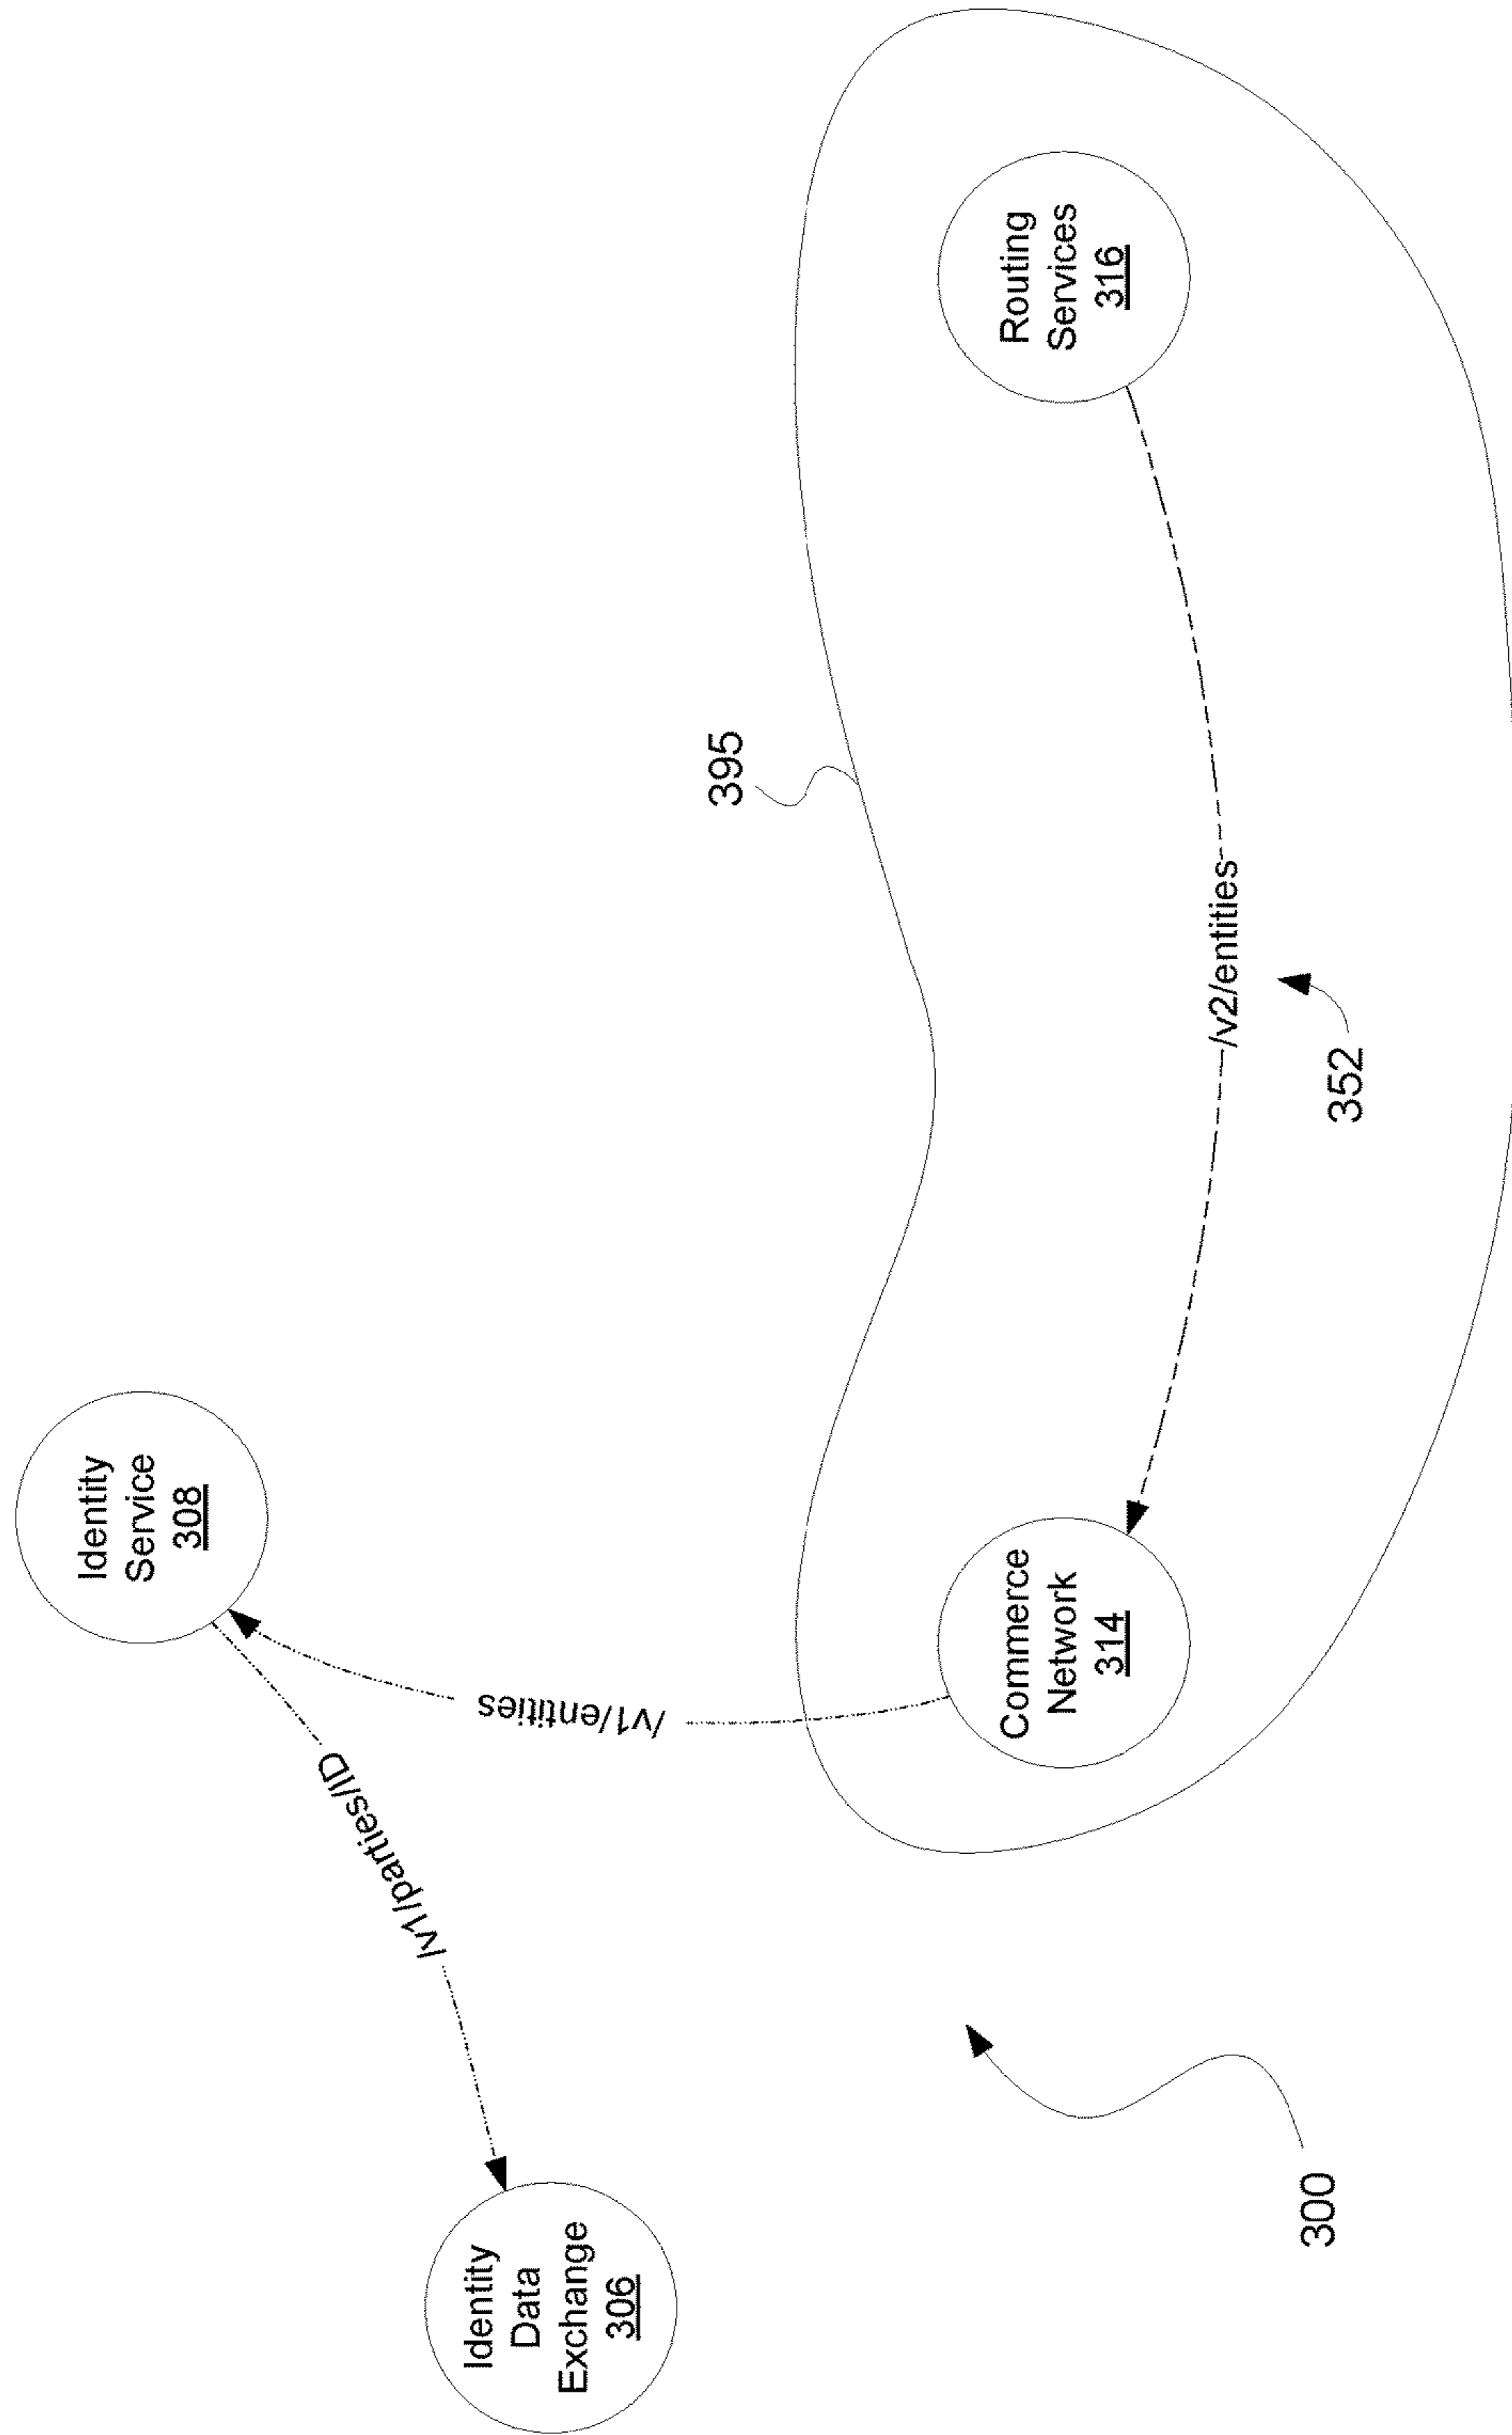 Identity
Service
308
/v1/parties/ID
Identity
Data
Exchange
306
/v1/entities
395
Commerce
Network
314
Routing
Services
316
/v2/entities
352
300